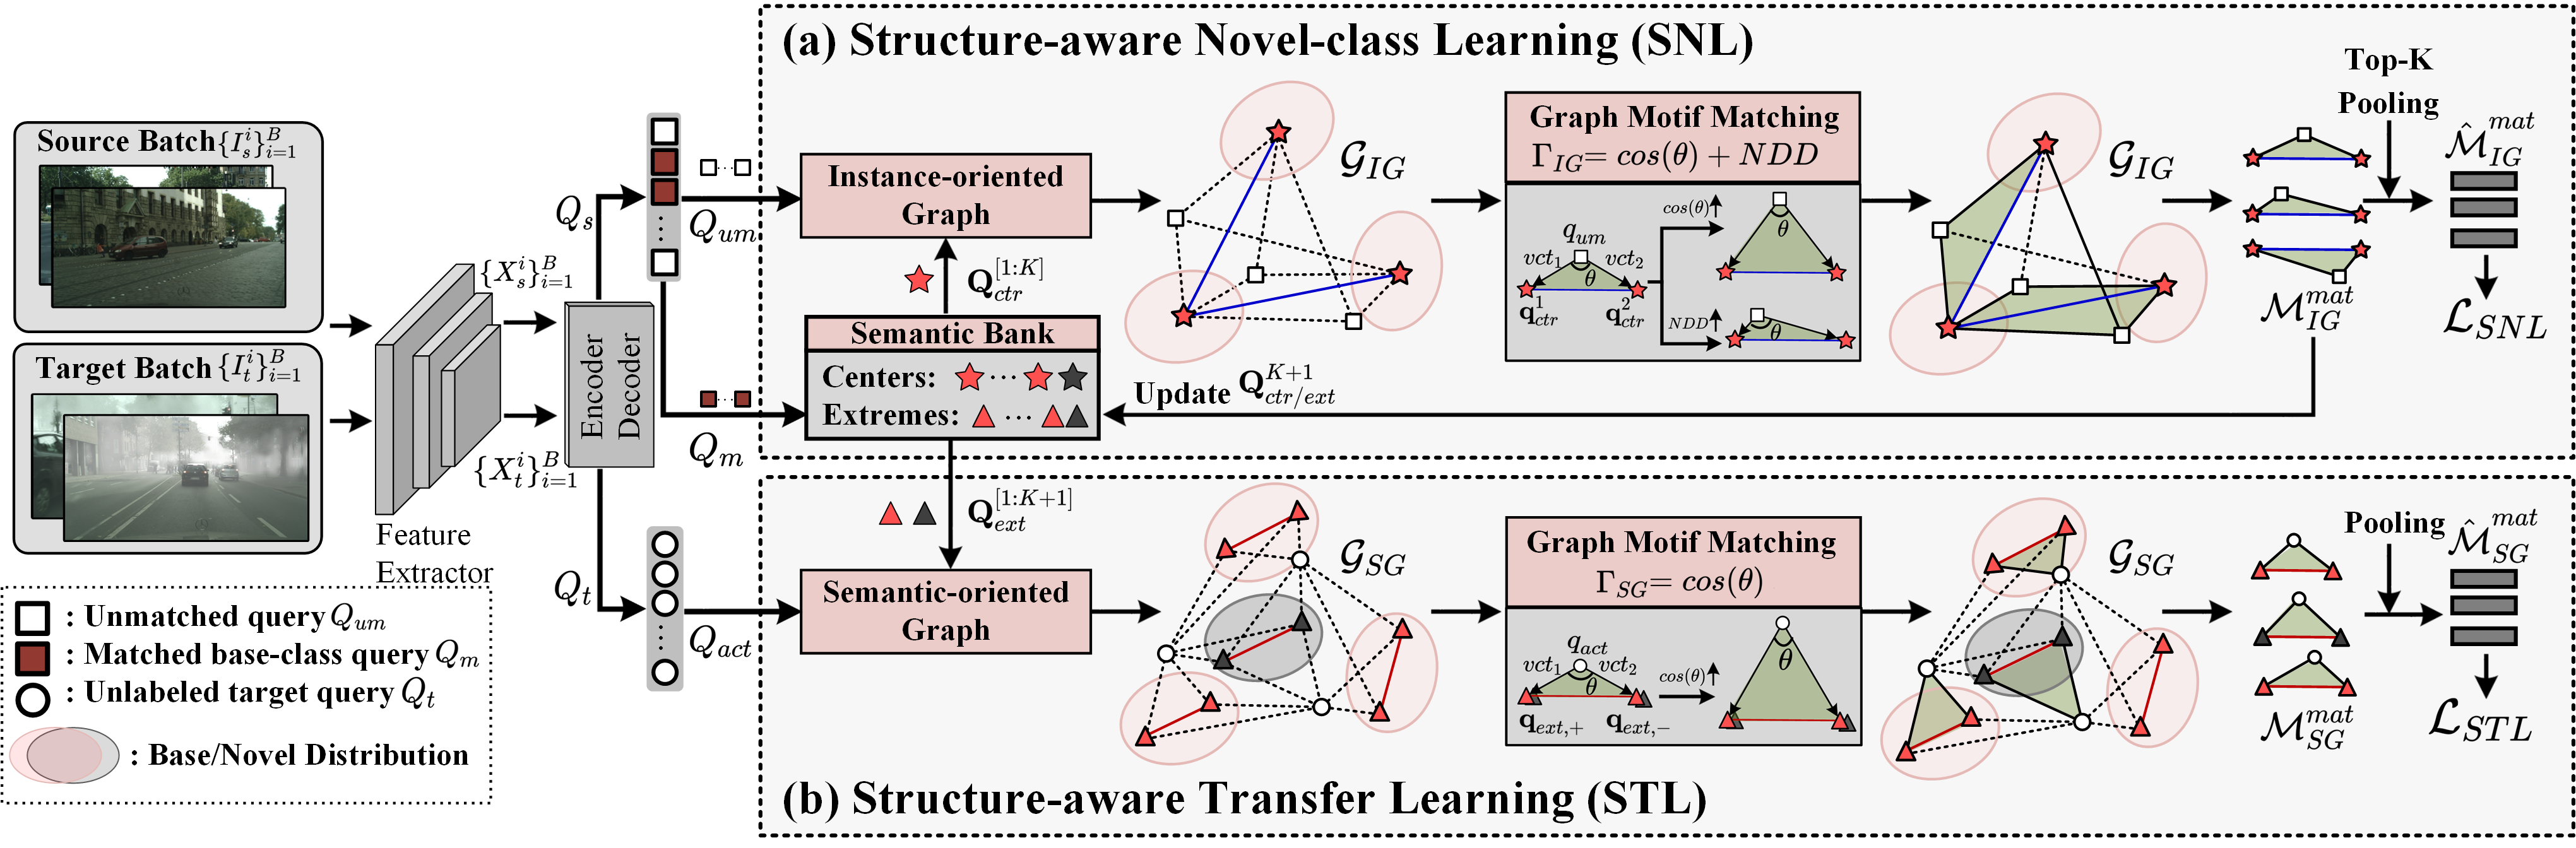 (a) Structure-aware Novel-class Learning (SNL)
Source Batch $\{I_s^i\}_{i=1}^B$
Target Batch $\{I_t^i\}_{i=1}^B$
Feature
Extractor
$\{X_s^i\}_{i=1}^B$
$\{X_t^i\}_{i=1}^B$
Encoder
Decoder
$Q_s$
$Q_t$
$Q_{um}$
$Q_m$
$Q_{act}$
: Unmatched query $Q_{um}$
: Matched base-class query $Q_m$
: Unlabeled target query $Q_t$
: Base/Novel Distribution
Instance-oriented
Graph
$\mathbf{Q}_{ctr}^{[1:K]}$
Semantic Bank
Centers: ···
Extremes: ···
$\mathcal{G}_{IG}$
Graph Motif Matching
$\Gamma_{IG} = cos(\theta) + NDD$
$q_{um}$
$vct_1$ $vct_2$
$\theta$
$\mathbf{q}_{ctr}^1$ $\mathbf{q}_{ctr}^2$
$cos(\theta)$↑
$\theta$
$NDD$↑
$\theta$
$\mathcal{G}_{IG}$
Top-K
Pooling
$\mathcal{M}_{IG}^{mat}$
$\hat{\mathcal{M}}_{IG}^{mat}$
$\mathcal{L}_{SNL}$
Update $\mathbf{Q}_{ctr/ext}^{K+1}$
$\mathbf{Q}_{ext}^{[1:K+1]}$
Semantic-oriented
Graph
$\mathcal{G}_{SG}$
Graph Motif Matching
$\Gamma_{SG} = cos(\theta)$
$q_{act}$
$vct_1$ $vct_2$
$\theta$
$\mathbf{q}_{ext,+}$ $\mathbf{q}_{ext,-}$
$cos(\theta)$↑
$\theta$
$\mathcal{G}_{SG}$
Pooling
$\mathcal{M}_{SG}^{mat}$
$\hat{\mathcal{M}}_{SG}^{mat}$
$\mathcal{L}_{STL}$
(b) Structure-aware Transfer Learning (STL)